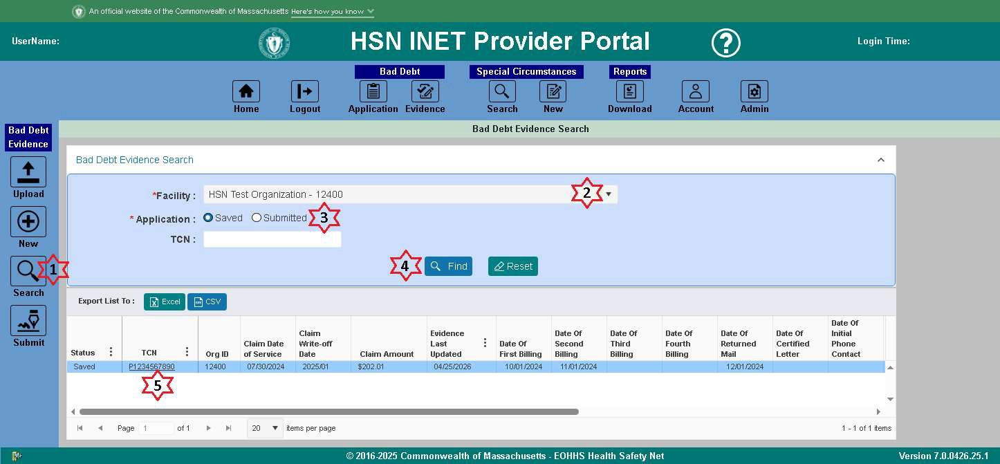 An official website of the Commonwealth of Massachusetts Here's how you know
UserName:
HSN INET Provider Portal
?
Login Time:
Bad Debt
Special Circumstances
Reports
Home
Logout
Application
Evidence
Search
New
Download
Account
Admin
Bad Debt
Evidence
Bad Debt Evidence Search
Upload
New
Search
Submit
1
Bad Debt Evidence Search
*Facility :
HSN Test Organization - 12400
2
* Application :
Saved
Submitted
3
TCN :
4
Find
Reset
Export List To :
Excel
CSV
Status
TCN
Org ID
Claim Date
of Service
Claim
Write-off
Date
Claim Amount
Evidence
Last
Updated
Date Of
First Billing
Date Of
Second
Billing
Date Of
Third
Billing
Date Of
Fourth
Billing
Date Of
Returned
Mail
Date Of
Certified
Letter
Date Of
Initial
Phone
Contact
Saved P1234567890 12400 07/30/2024 2025/01 $202.01 04/25/2026 10/01/2024 11/01/2024 12/01/2024
5
Page 1 of 1 20 items per page
1 - 1 of 1 items
© 2016-2025 Commonwealth of Massachusetts - EOHHS Health Safety Net
Version 7.0.0426.25.1